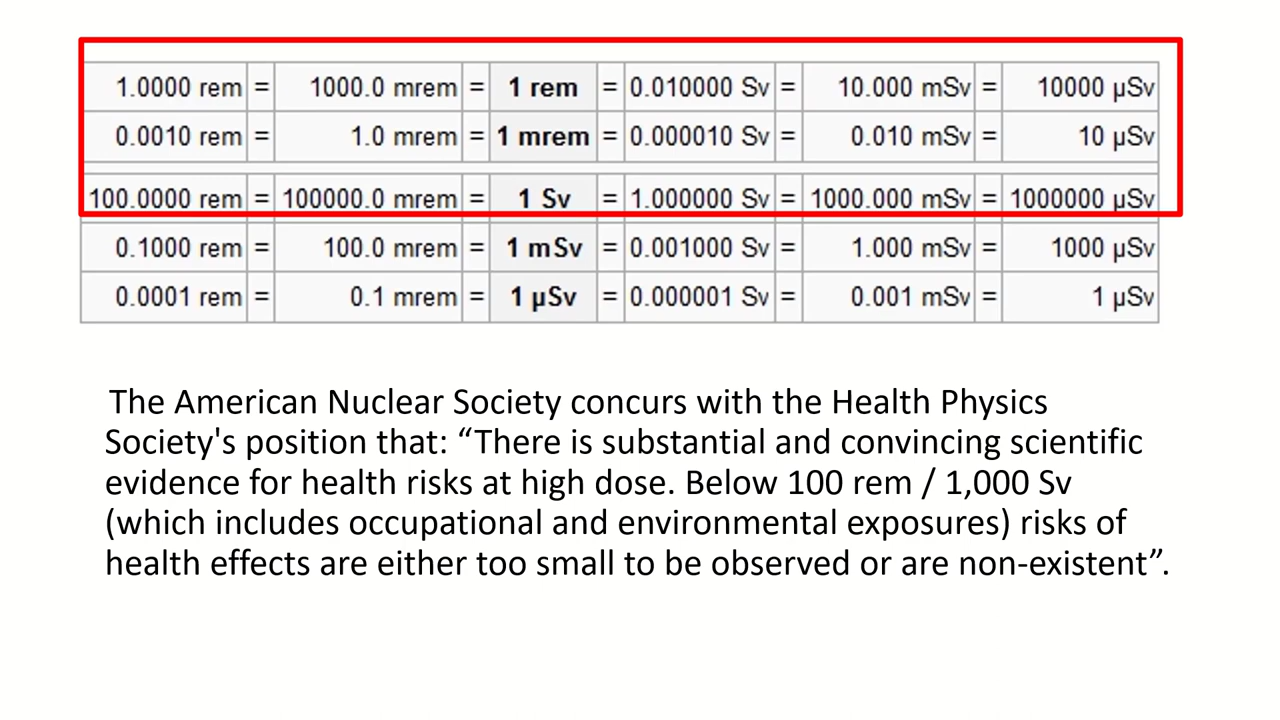 1.0000 rem = 1000.0 mrem = 1 rem = 0.010000 Sv = 10.000 mSv = 10000 µSv
0.0010 rem = 1.0 mrem = 1 mrem = 0.000010 Sv = 0.010 mSv = 10 µSv
100.0000 rem = 100000.0 mrem = 1 Sv = 1.000000 Sv = 1000.000 mSv = 1000000 µSv
0.1000 rem = 100.0 mrem = 1 mSv = 0.001000 Sv = 1.000 mSv = 1000 µSv
0.0001 rem = 0.1 mrem = 1 µSv = 0.000001 Sv = 0.001 mSv = 1 µSv
The American Nuclear Society concurs with the Health Physics
Society's position that: “There is substantial and convincing scientific
evidence for health risks at high dose. Below 100 rem / 1,000 Sv
(which includes occupational and environmental exposures) risks of
health effects are either too small to be observed or are non-existent”.